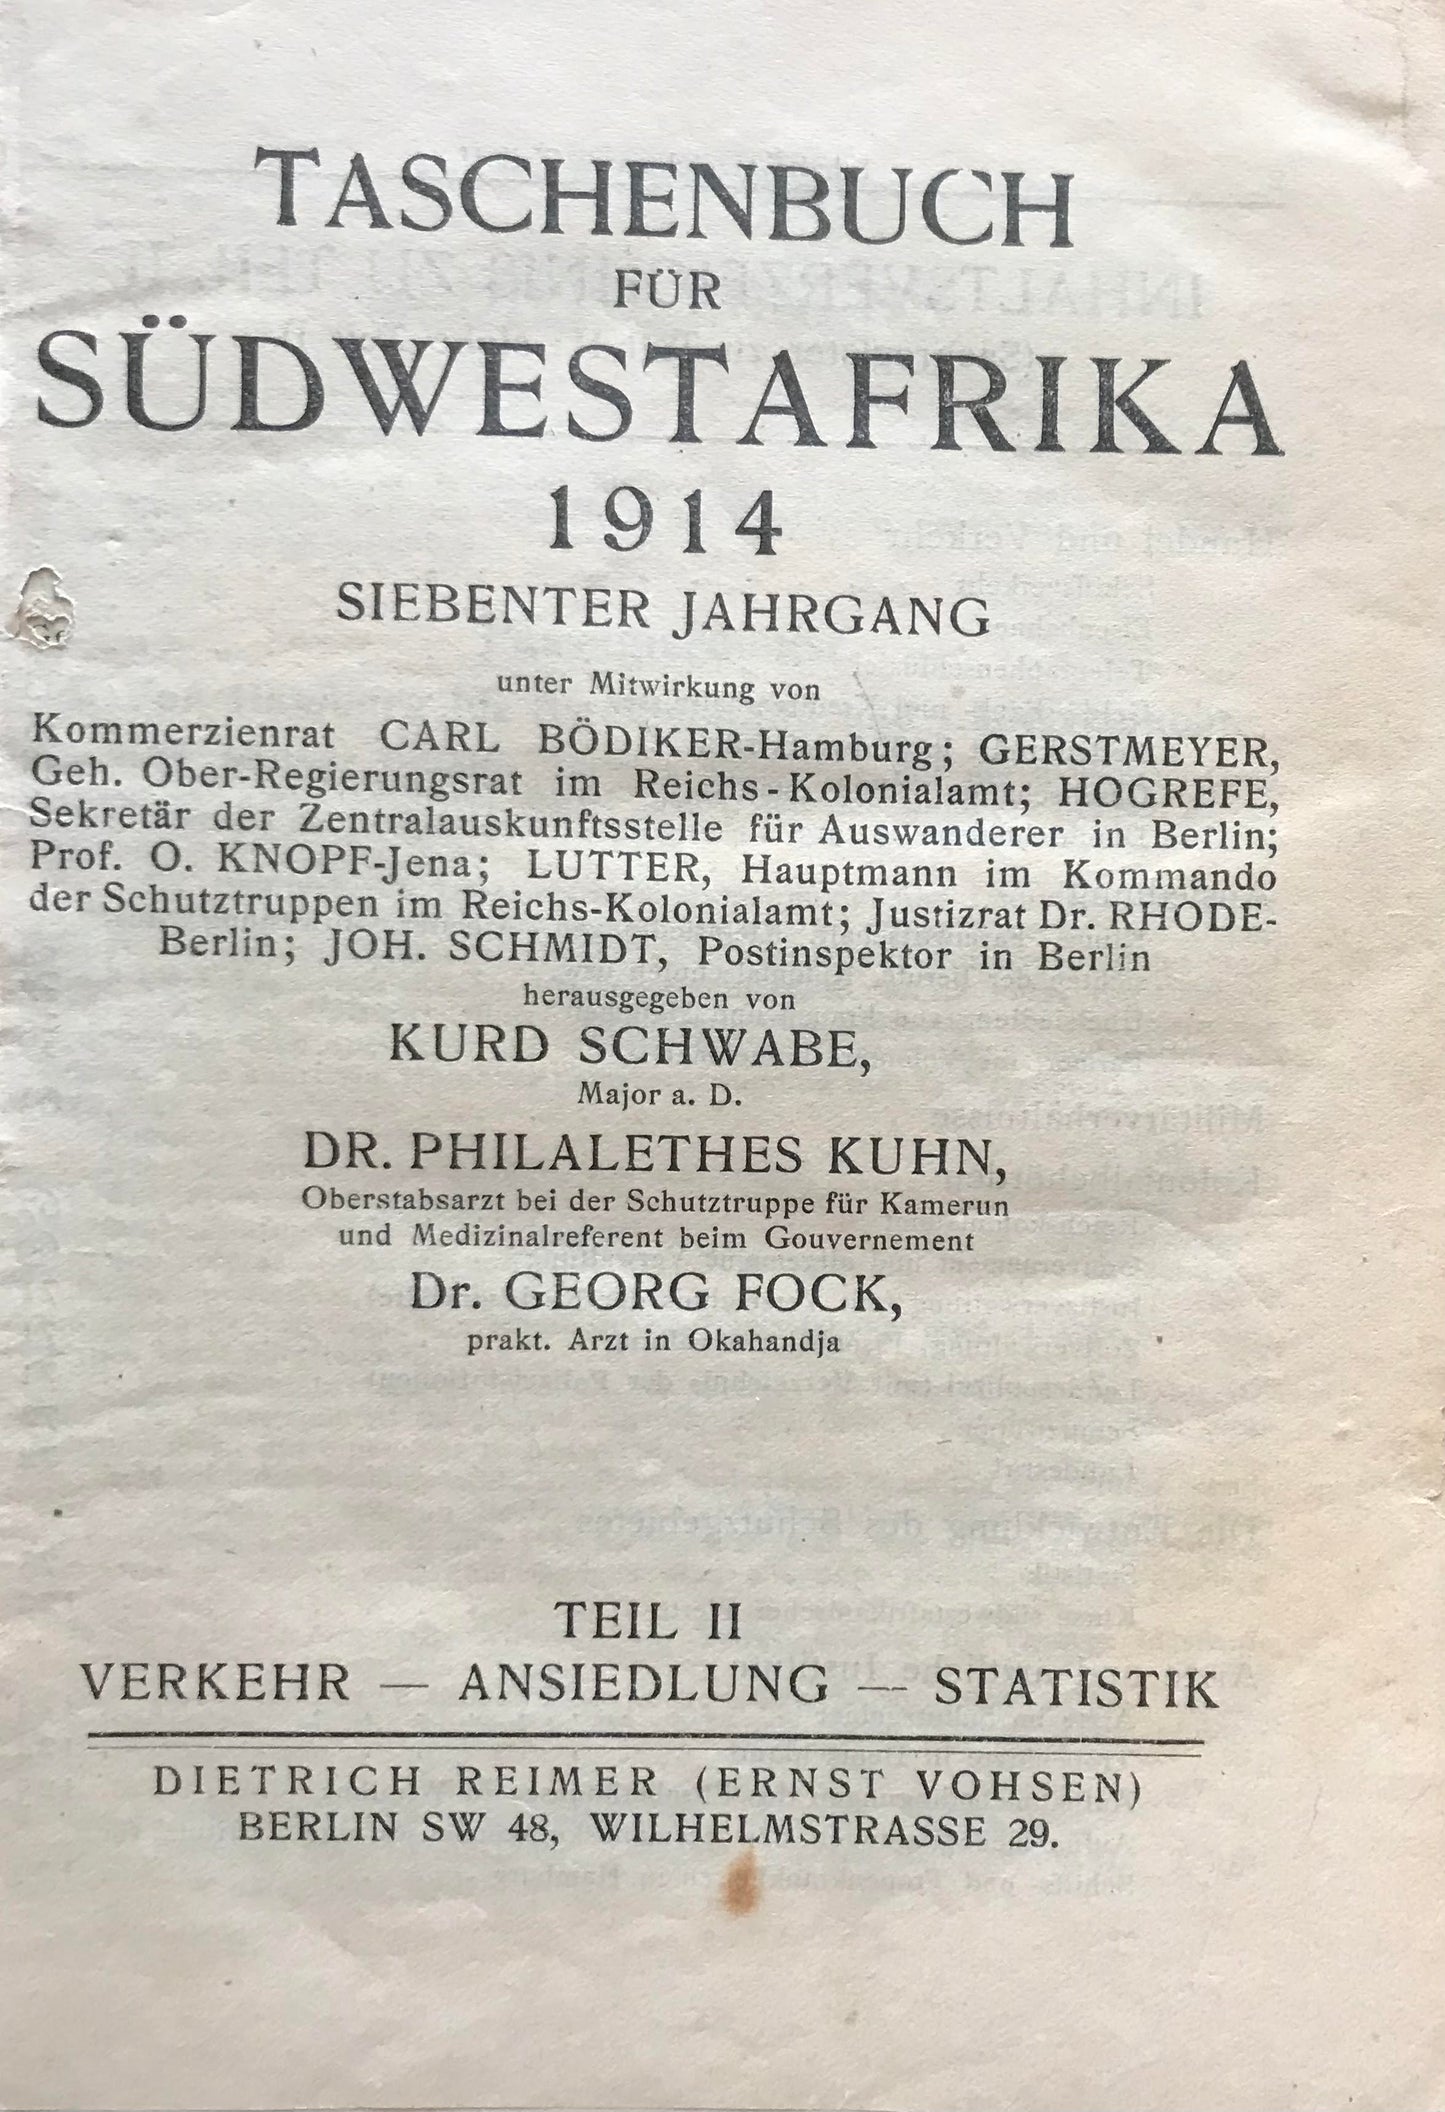 TASCHENBUCH
FÜR
SÜDWESTAFRIKA
1914
SIEBENTER JAHRGANG
unter Mitwirkung von
Kommerzienrat CARL BÖDIKER-Hamburg; GERSTMEYER,
Geh. Ober-Regierungsrat im Reichs-Kolonialamt; HOGREFE,
Sekretär der Zentralauskunftsstelle für Auswanderer in Berlin;
Prof. O. KNOPF-Jena; LUTTER, Hauptmann im Kommando
der Schutztruppen im Reichs-Kolonialamt; Justizrat Dr. RHODE-
Berlin; JOH. SCHMIDT, Postinspektor in Berlin
herausgegeben von
KURD SCHWABE,
Major a. D.
DR. PHILALETHES KUHN,
Oberstabsarzt bei der Schutztruppe für Kamerun
und Medizinalreferent beim Gouvernement
Dr. GEORG FOCK,
prakt. Arzt in Okahandja
TEIL II
VERKEHR — ANSIEDLUNG — STATISTIK
DIETRICH REIMER (ERNST VOHSEN)
BERLIN SW 48, WILHELMSTRASSE 29.